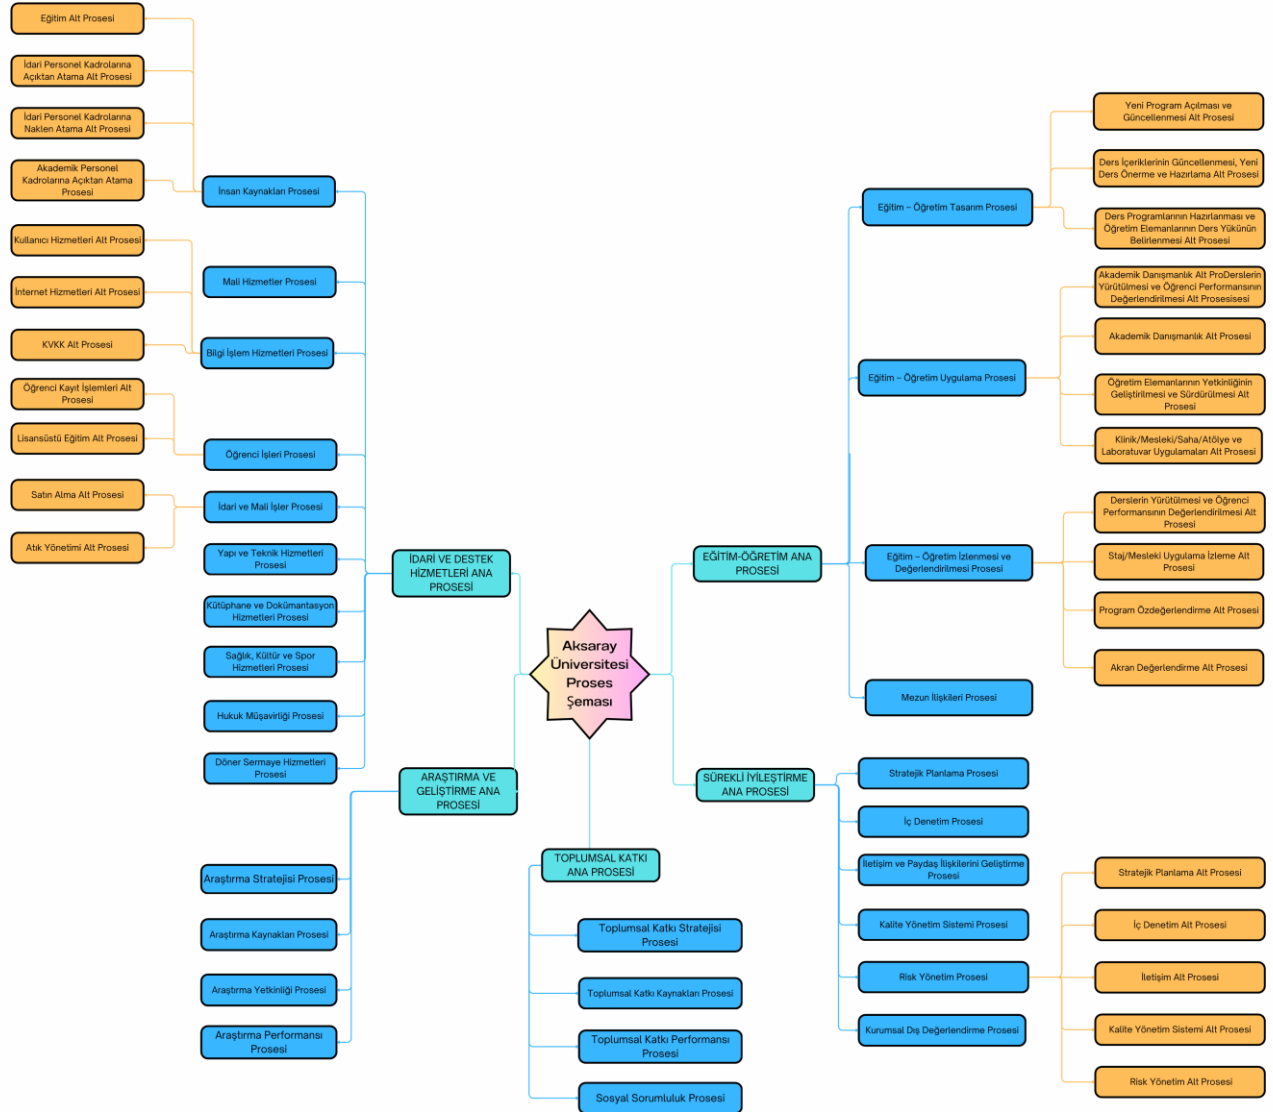 Eğitim Alt Prosesi
İdari Personel Kadrolarına
Açıktan Atama Alt Prosesi
İdari Personel Kadrolarına
Naklen Atama Alt Prosesi
Akademik Personel
Kadrolarına Açıktan Atama
Prosesi
Kullanıcı Hizmetleri Alt Prosesi
İnternet Hizmetleri Alt Prosesi
KVKK Alt Prosesi
Öğrenci Kayıt İşlemleri Alt
Prosesi
Lisansüstü Eğitim Alt Prosesi
Satın Alma Alt Prosesi
Atık Yönetimi Alt Prosesi
İnsan Kaynakları Prosesi
Mali Hizmetler Prosesi
Bilgi İşlem Hizmetleri Prosesi
Öğrenci İşleri Prosesi
İdari ve Mali İşler Prosesi
Yapı ve Teknik Hizmetleri
Prosesi
Kütüphane ve Dokümantasyon
Hizmetleri Prosesi
Sağlık, Kültür ve Spor
Hizmetleri Prosesi
Hukuk Müşavirliği Prosesi
Döner Sermaye Hizmetleri
Prosesi
İDARİ VE DESTEK
HİZMETLERİ ANA
PROSESİ
ARAŞTIRMA VE
GELİŞTİRME ANA
PROSESİ
Araştırma Stratejisi Prosesi
Araştırma Kaynakları Prosesi
Araştırma Yetkinliği Prosesi
Araştırma Performansı
Prosesi
Aksaray
Üniversitesi
Proses
Şeması
TOPLUMSAL KATKI
ANA PROSESİ
Toplumsal Katkı Stratejisi
Prosesi
Toplumsal Katkı Kaynakları Prosesi
Toplumsal Katkı Performansı
Prosesi
Sosyal Sorumluluk Prosesi
EĞİTİM-ÖĞRETİM ANA
PROSESİ
Eğitim – Öğretim Tasarım Prosesi
Yeni Program Açılması ve
Güncellenmesi Alt Prosesi
Ders İçeriklerinin Güncellenmesi, Yeni
Ders Önerme ve Hazırlama Alt Prosesi
Ders Programlarının Hazırlanması ve
Öğretim Elemanlarının Ders Yükünün
Belirlenmesi Alt Prosesi
Eğitim – Öğretim Uygulama Prosesi
Akademik Danışmanlık Alt ProDerslerin
Yürütülmesi ve Öğrenci Performansının
Değerlendirilmesi Alt Prosesisesi
Akademik Danışmanlık Alt Prosesi
Öğretim Elemanlarının Yetkinliğinin
Geliştirilmesi ve Sürdürülmesi Alt
Prosesi
Klinik/Mesleki/Saha/Atölye ve
Laboratuvar Uygulamaları Alt Prosesi
Eğitim – Öğretim İzlenmesi ve
Değerlendirilmesi Prosesi
Derslerin Yürütülmesi ve Öğrenci
Performansının Değerlendirilmesi Alt
Prosesi
Staj/Mesleki Uygulama İzleme Alt
Prosesi
Program Özdeğerlendirme Alt Prosesi
Akran Değerlendirme Alt Prosesi
Mezun İlişkileri Prosesi
SÜREKLİ İYİLEŞTİRME
ANA PROSESİ
Stratejik Planlama Prosesi
İç Denetim Prosesi
İletişim ve Paydaş İlişkilerini Geliştirme
Prosesi
Kalite Yönetim Sistemi Prosesi
Risk Yönetim Prosesi
Kurumsal Dış Değerlendirme Prosesi
Stratejik Planlama Alt Prosesi
İç Denetim Alt Prosesi
İletişim Alt Prosesi
Kalite Yönetim Sistemi Alt Prosesi
Risk Yönetim Alt Prosesi